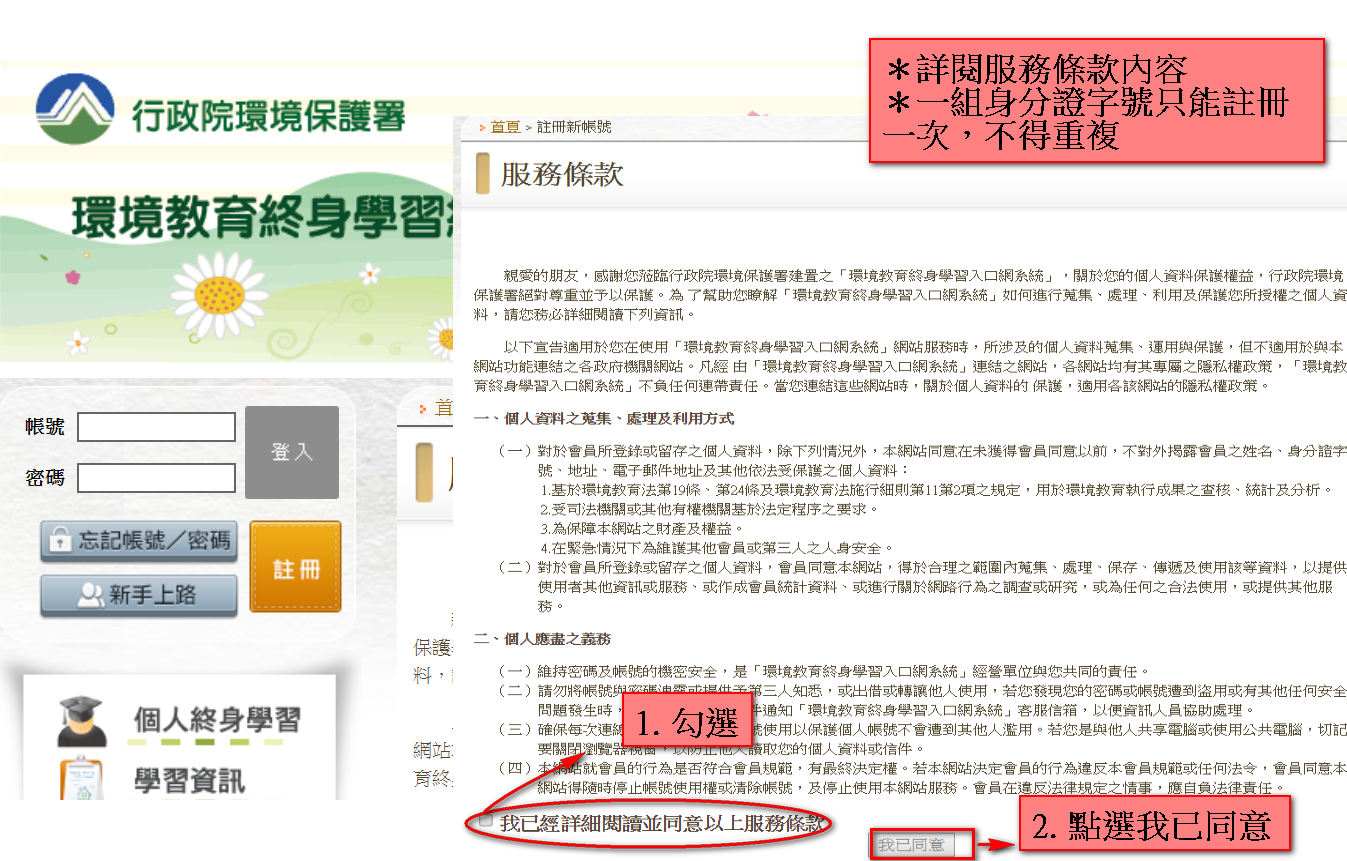 行政院環境保護署
環境教育終身學習
帳號
密碼
登入
忘記帳號／密碼
新手上路
註冊
個人終身學習
學習資訊
＊詳閱服務條款內容
＊一組身分證字號只能註冊
一次，不得重複
首頁 > 註冊新帳號
服務條款
親愛的朋友，感謝您蒞臨行政院環境保護署建置之「環境教育終身學習入口網系統」，關於您的個人資料保護權益，行政院環境
保護署絕對尊重並予以保護。為 了幫助您瞭解「環境教育終身學習入口網系統」如何進行蒐集、處理、利用及保護您所授權之個人資
料，請您務必詳細閱讀下列資訊。
以下宣告適用於您在使用「環境教育終身學習入口網系統」網站服務時，所涉及的個人資料蒐集、運用與保護，但不適用於與本
網站功能連結之各政府機關網站。凡經 由「環境教育終身學習入口網系統」連結之網站，各網站均有其專屬之隱私權政策，「環境教
育終身學習入口網系統」不負任何連帶責任。當您連結這些網站時，關於個人資料的 保護，適用各該網站的隱私權政策。
一、個人資料之蒐集、處理及利用方式
（一）對於會員所登錄或留存之個人資料，除下列情況外，本網站同意在未獲得會員同意以前，不對外揭露會員之姓名、身分證字
號、地址、電子郵件地址及其他依法受保護之個人資料：
1.基於環境教育法第19條、第24條及環境教育法施行細則第11第2項之規定，用於環境教育執行成果之查核、統計及分析。
2.受司法機關或其他有權機關基於法定程序之要求。
3.為保障本網站之財產及權益。
4.在緊急情況下為維護其他會員或第三人之人身安全。
（二）對於會員所登錄或留存之個人資料，會員同意本網站，得於合理之範圍內蒐集、處理、保存、傳遞及使用該等資料，以提供
使用者其他資訊或服務、或作成會員統計資料、或進行關於網路行為之調查或研究，或為任何之合法使用，或提供其他服
務。
二、個人應盡之義務
（一）維持密碼及帳號的機密安全，是「環境教育終身學習入口網系統」經營單位與您共同的責任。
（二）請勿將帳號與密碼洩露或提供予第三人知悉，或出借或轉讓他人使用，若您發現您的密碼或帳號遭到盜用或有其他任何安全
問題發生時，通知「環境教育終身學習入口網系統」客服信箱，以便資訊人員協助處理。
（三）確保每次連線號使用以保護個人帳號不會遭到其他人濫用。若您是與他人共享電腦或使用公共電腦，切記
要關閉瀏覽器視窗，以防止他人讀取您的個人資料或信件。
（四）本網站就會員的行為是否符合會員規範，有最終決定權。若本網站決定會員的行為違反本會員規範或任何法令，會員同意本
網站得隨時停止帳號使用權或清除帳號，及停止使用本網站服務。會員在違反法律規定之情事，應自負法律責任。
1. 勾選
我已經詳細閱讀並同意以上服務條款
我已同意
2. 點選我已同意
首
保護
料，
網站
育終